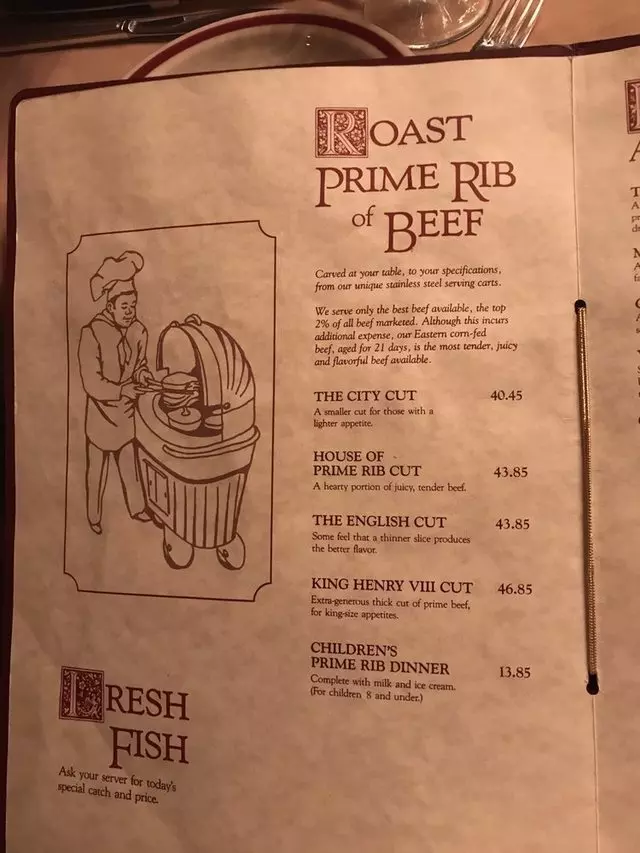 ROAST
PRIME RIB
of BEEF
Carved at your table, to your specifications,
from our unique stainless steel serving carts.
We serve only the best beef available, the top
2% of all beef marketed. Although this incurs
additional expense, our Eastern corn-fed
beef, aged for 21 days, is the most tender, juicy
and flavorful beef available.
THE CITY CUT 40.45
A smaller cut for those with a
lighter appetite.
HOUSE OF
PRIME RIB CUT 43.85
A hearty portion of juicy, tender beef.
THE ENGLISH CUT 43.85
Some feel that a thinner slice produces
the better flavor.
KING HENRY VIII CUT 46.85
Extra-generous thick cut of prime beef,
for king-size appetites.
CHILDREN'S
PRIME RIB DINNER 13.85
Complete with milk and ice cream.
(For children 8 and under.)
FRESH
FISH
Ask your server for today's
special catch and price.